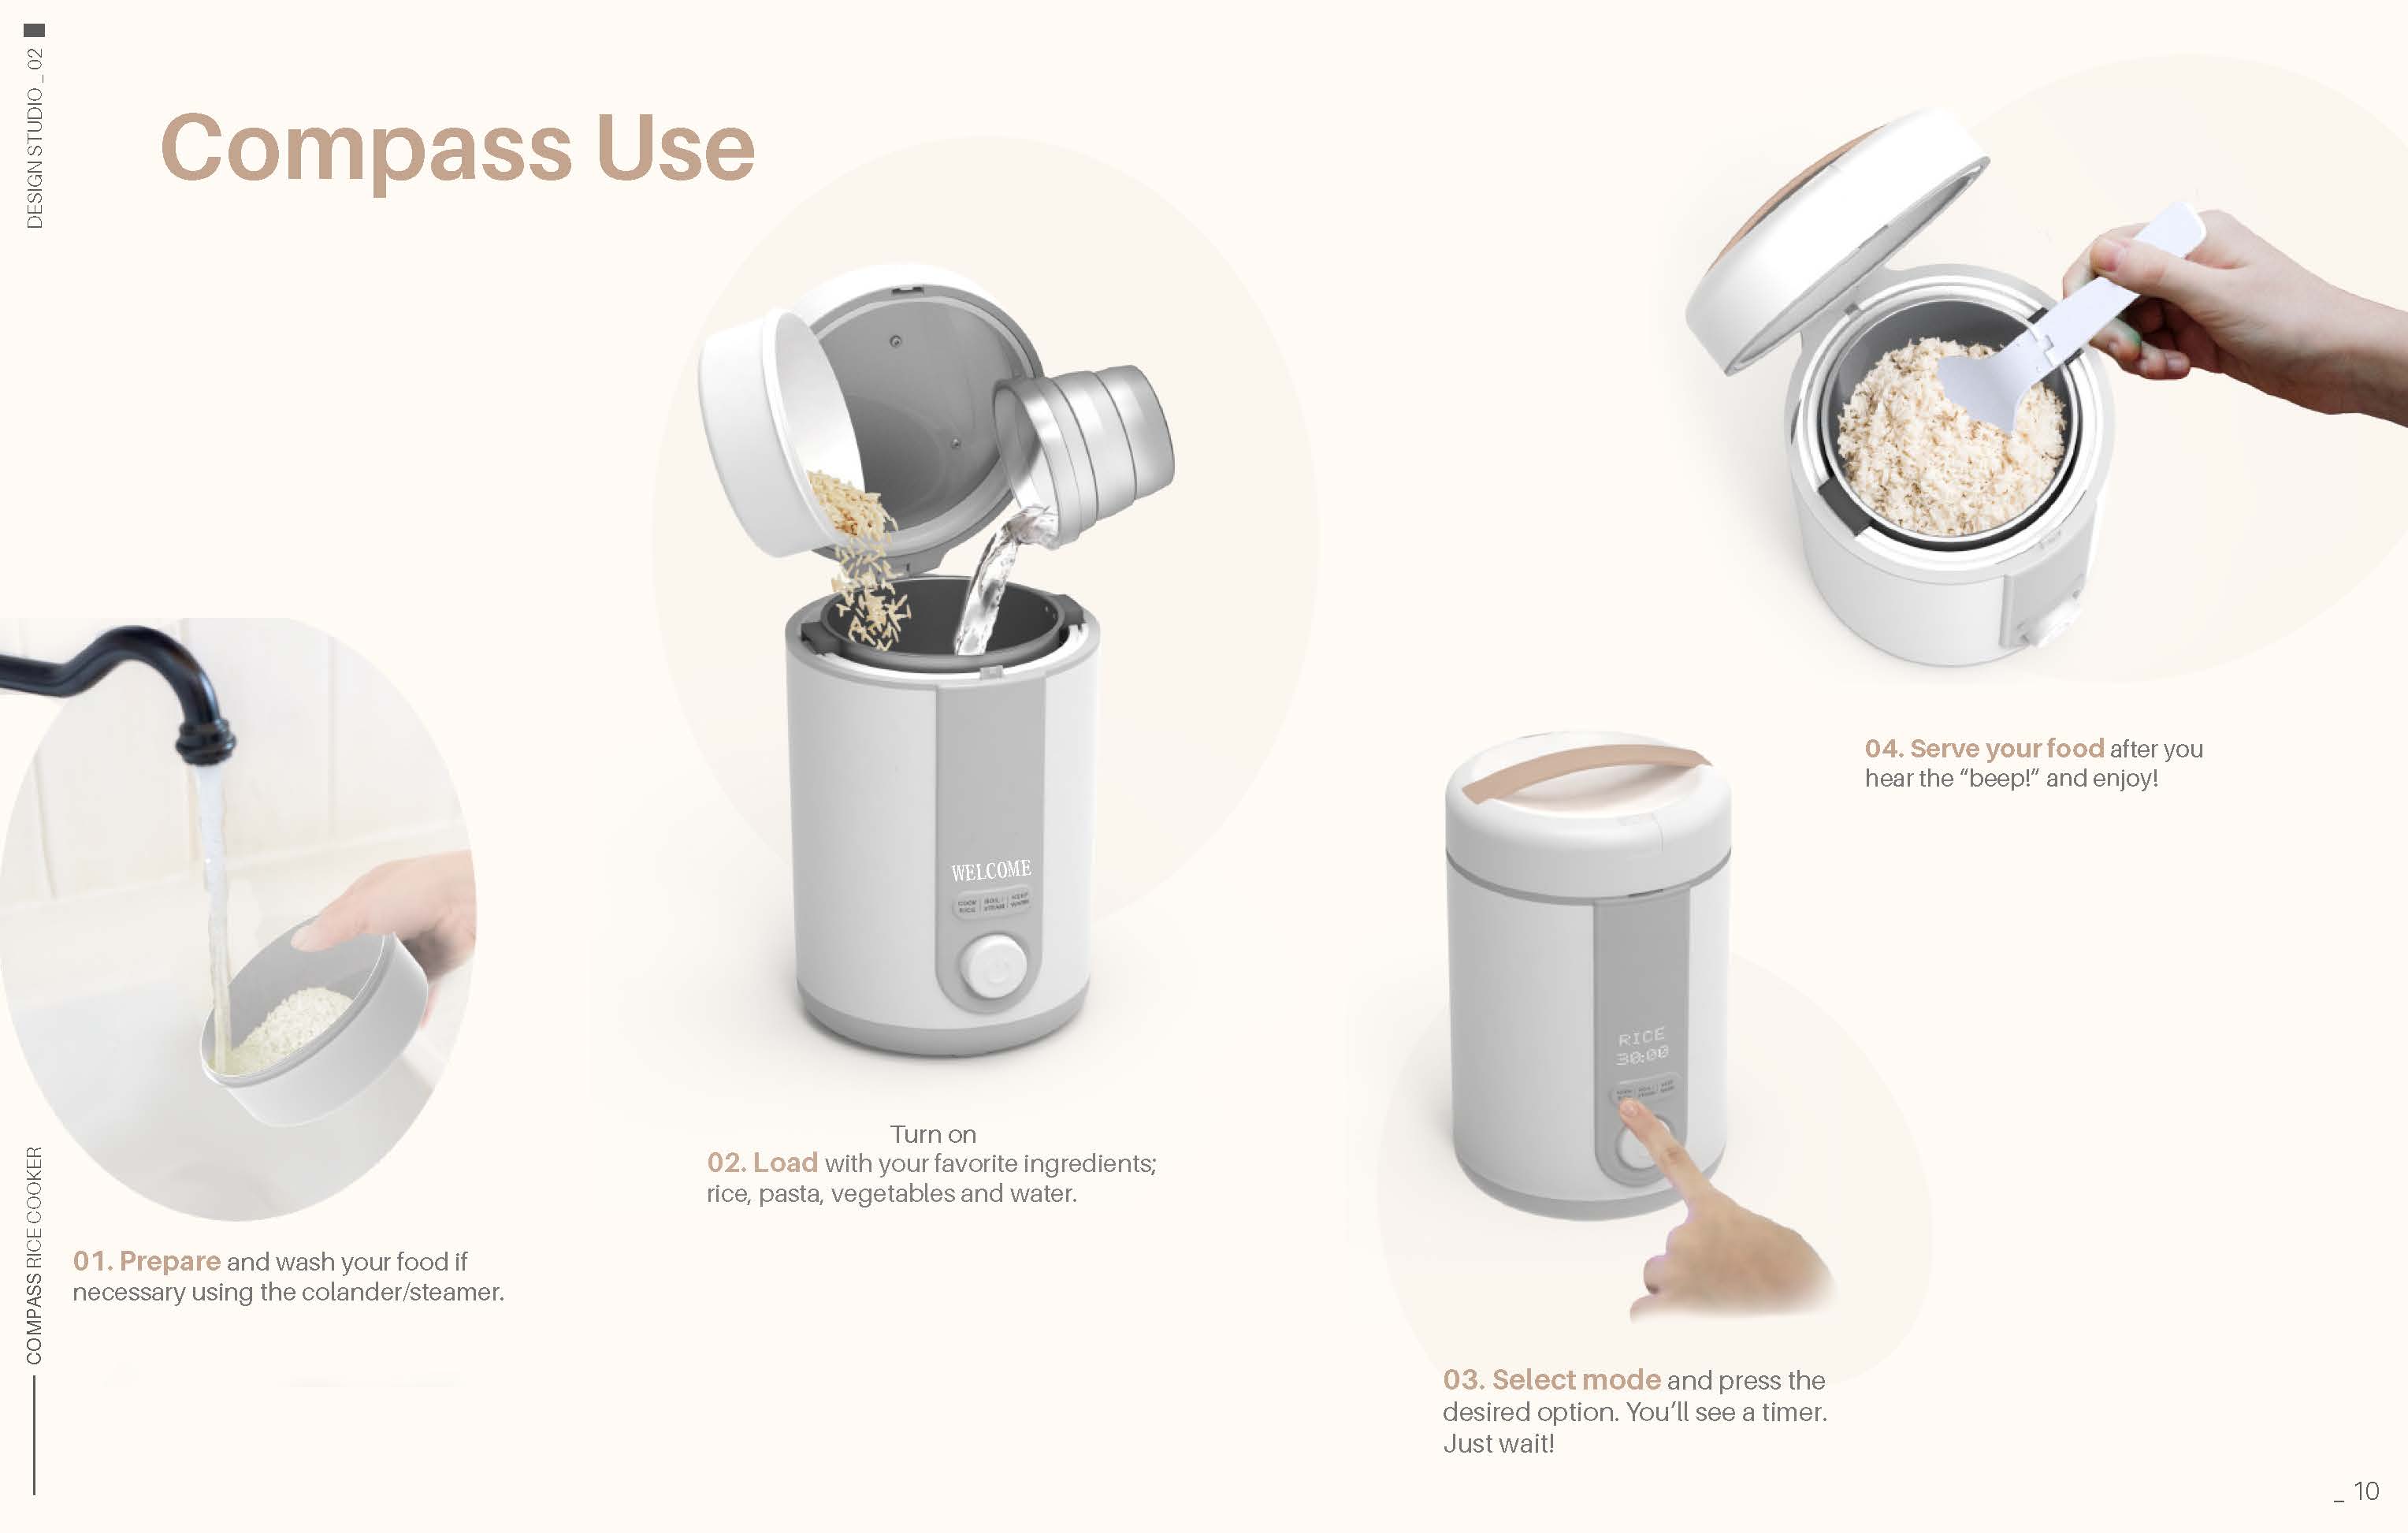 DESIGN STUDIO _ 02
Compass Use
WELCOME
COOK RICE | BOIL / STEAM | KEEP WARM
Turn on
02. Load with your favorite ingredients;
rice, pasta, vegetables and water.
01. Prepare and wash your food if
necessary using the colander/steamer.
RICE
30:00
04. Serve your food after you
hear the “beep!” and enjoy!
03. Select mode and press the
desired option. You’ll see a timer.
Just wait!
COMPASS RICE COOKER
_ 10